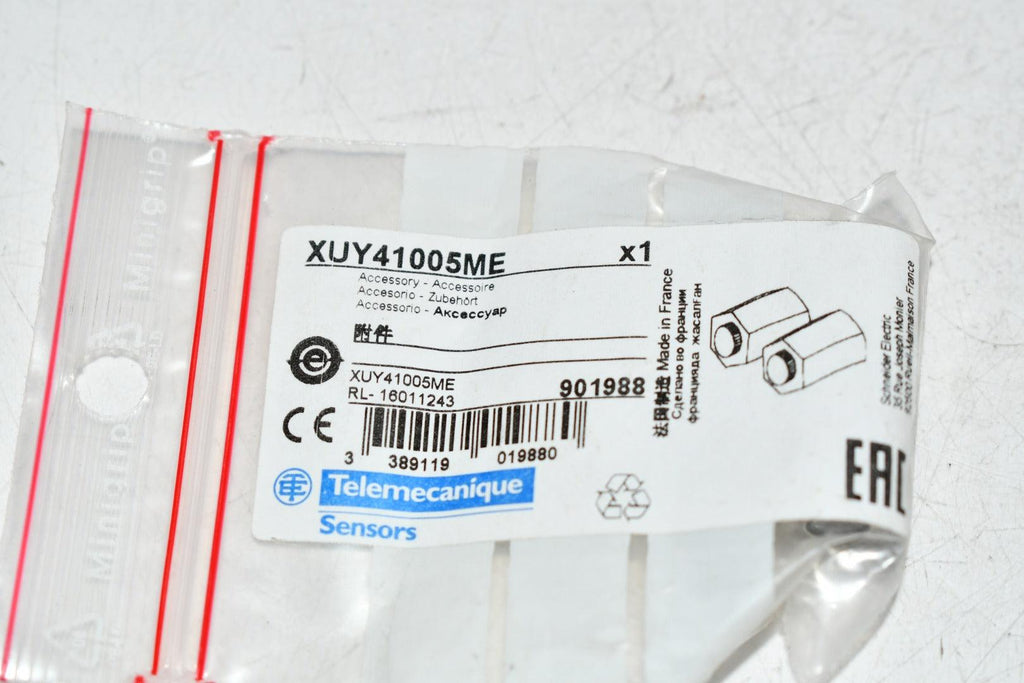 XUY41005ME x1
Accessory - Accessoire
Accesorio - Zubehört
Accessorio - Аксессуар
附件
XUY41005ME
RL- 16011243 901988
CE
3 389119 019880
Telemecanique
Sensors
法国制造 Made in France
Сделано во франции
францияда жасалған
Schneider Electric
35 Rue Joseph Monier
92500 Rueil-Malmaison France
EAC
Minigrip®
Minigrip